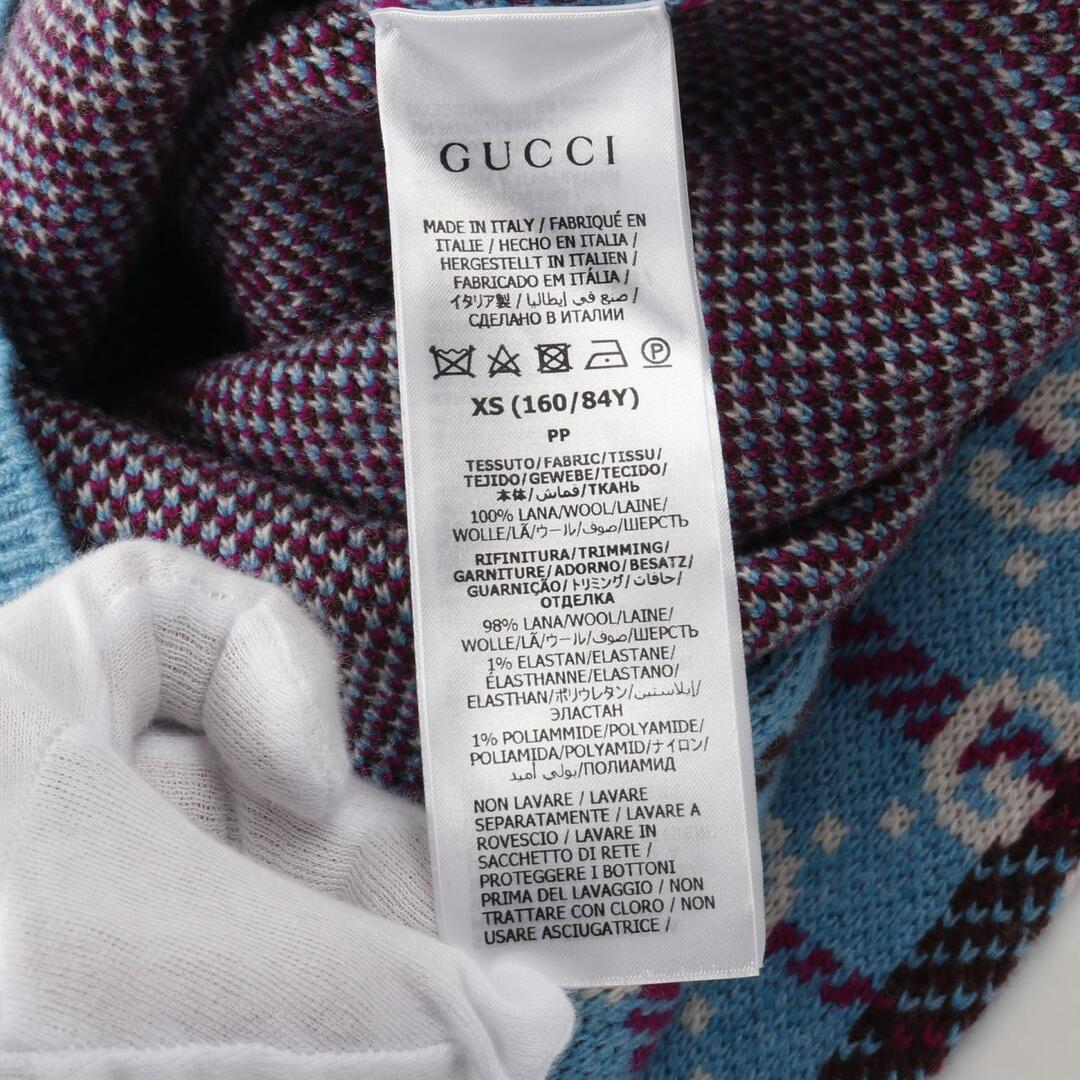 GUCCI
MADE IN ITALY / FABRIQUÉ EN
ITALIE / HECHO EN ITALIA /
HERGESTELLT IN ITALIEN /
FABRICADO EM ITÁLIA /
イタリア製 / صنع في إيطاليا /
СДЕЛАНО В ИТАЛИИ
P
XS (160/84Y)
PP
TESSUTO/FABRIC/TISSU/
TEJIDO/GEWEBE/TECIDO/
本体/قماش/ТКАНЬ
100% LANA/WOOL/LAINE/
WOLLE/LÃ/ウール/صوف/ШЕРСТЬ
RIFINITURA/TRIMMING/
GARNITURE/ADORNO/BESATZ/
GUARNIÇÃO/トリミング/حافات/
ОТДЕЛКА
98% LANA/WOOL/LAINE/
WOLLE/LÃ/ウール/صوف/ШЕРСТЬ
1% ELASTAN/ELASTANE/
ÉLASTHANNE/ELASTANO/
ELASTHAN/ポリウレタン/إيلاستين/
ЭЛАСТАН
1% POLIAMMIDE/POLYAMIDE/
POLIAMIDA/POLYAMID/ナイロン/
بولي أميد/ПОЛИАМИД
NON LAVARE / LAVARE
SEPARATAMENTE / LAVARE A
ROVESCIO / LAVARE IN
SACCHETTO DI RETE /
PROTEGGERE I BOTTONI
PRIMA DEL LAVAGGIO / NON
TRATTARE CON CLORO / NON
USARE ASCIUGATRICE /